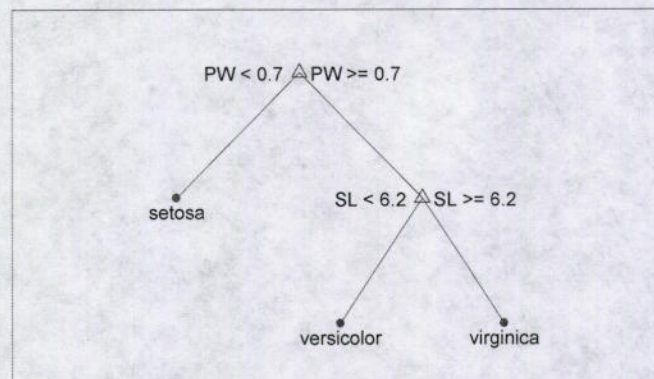 PW < 0.7 PW >= 0.7
setosa
SL < 6.2 SL >= 6.2
versicolor
virginica